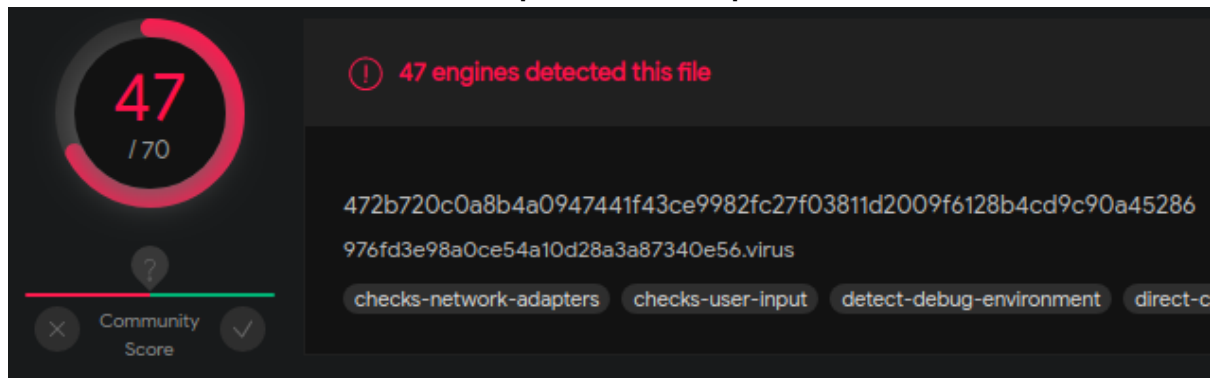 47
/ 70
Community
Score
47 engines detected this file
472b720c0a8b4a0947441f43ce9982fc27f03811d2009f6128b4cd9c90a45286
976fd3e98a0ce54a10d28a3a87340e56.virus
checks-network-adapters checks-user-input detect-debug-environment direct-c